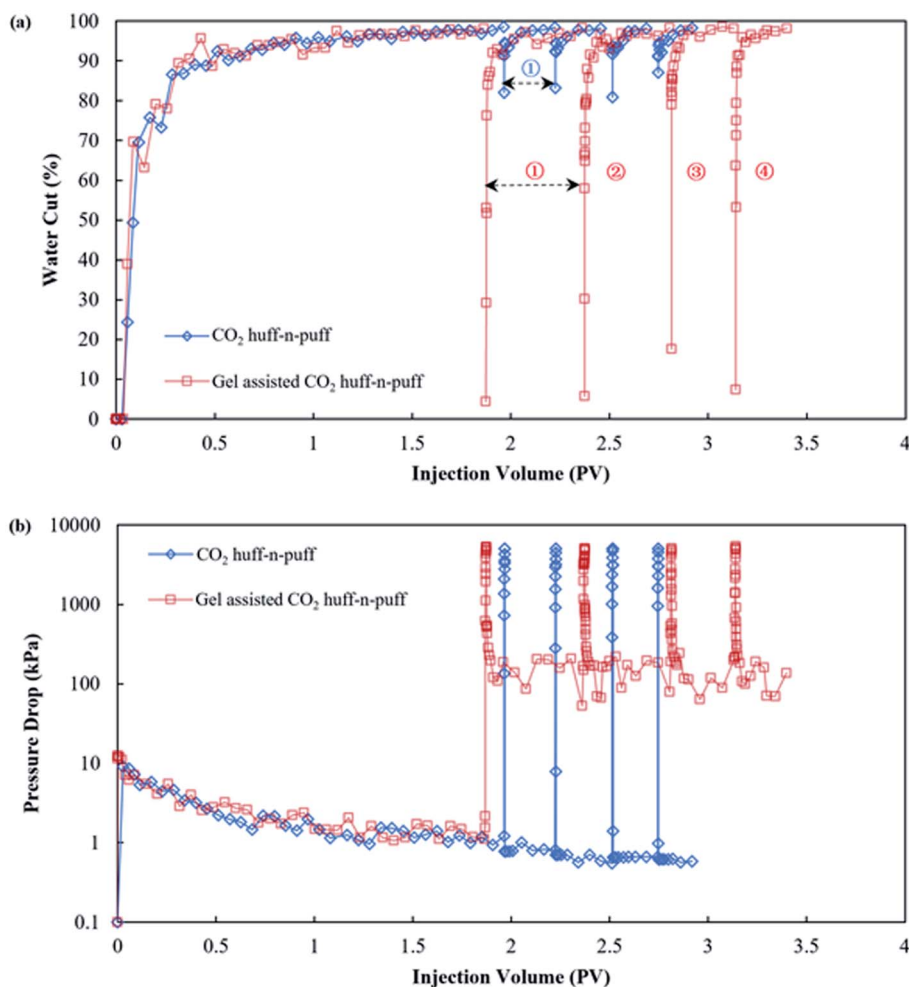 (a)
100
90
80
70
60
50
40
30
20
10
0
Water Cut (%)
①
① ② ③ ④
CO₂ huff-n-puff
Gel assisted CO₂ huff-n-puff
0 0.5 1 1.5 2 2.5 3 3.5 4
Injection Volume (PV)
(b)
10000
1000
100
10
1
0.1
Pressure Drop (kPa)
CO₂ huff-n-puff
Gel assisted CO₂ huff-n-puff
0 0.5 1 1.5 2 2.5 3 3.5 4
Injection Volume (PV)